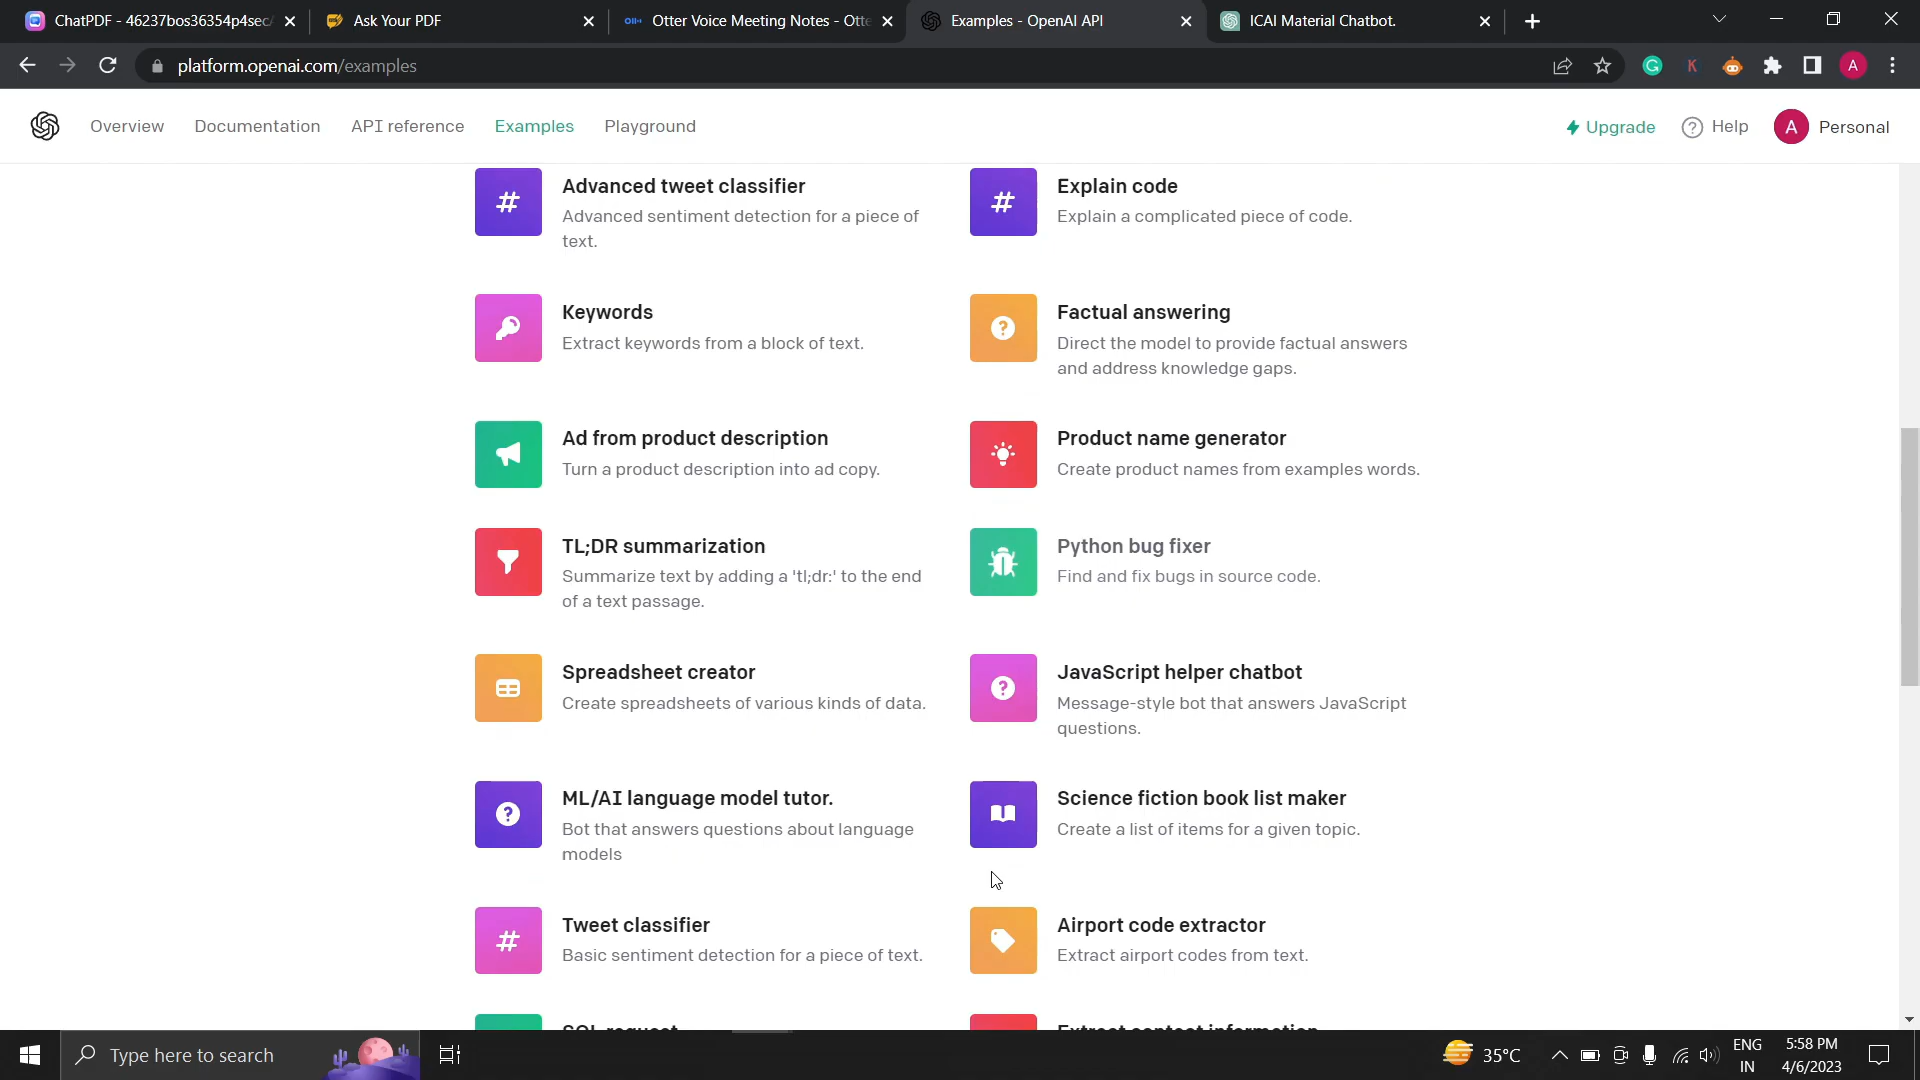 ChatPDF - 46237bos36354p4sec
Ask Your PDF
Otter Voice Meeting Notes - Otte
Examples - OpenAI API
ICAI Material Chatbot.
platform.openai.com/examples
G
K
A
Overview
Documentation
API reference
Examples
Playground
Upgrade
? Help
A
Personal
#
Advanced tweet classifier
Advanced sentiment detection for a piece of
text.
#
Explain code
Explain a complicated piece of code.
Keywords
Extract keywords from a block of text.
?
Factual answering
Direct the model to provide factual answers
and address knowledge gaps.
Ad from product description
Turn a product description into ad copy.
Product name generator
Create product names from examples words.
TL;DR summarization
Summarize text by adding a 'tl;dr:' to the end
of a text passage.
Python bug fixer
Find and fix bugs in source code.
Spreadsheet creator
Create spreadsheets of various kinds of data.
?
JavaScript helper chatbot
Message-style bot that answers JavaScript
questions.
?
ML/AI language model tutor.
Bot that answers questions about language
models
Science fiction book list maker
Create a list of items for a given topic.
#
Tweet classifier
Basic sentiment detection for a piece of text.
Airport code extractor
Extract airport codes from text.
SQL request
Extract contact information
Type here to search
35°C
ENG
IN
5:58 PM
4/6/2023